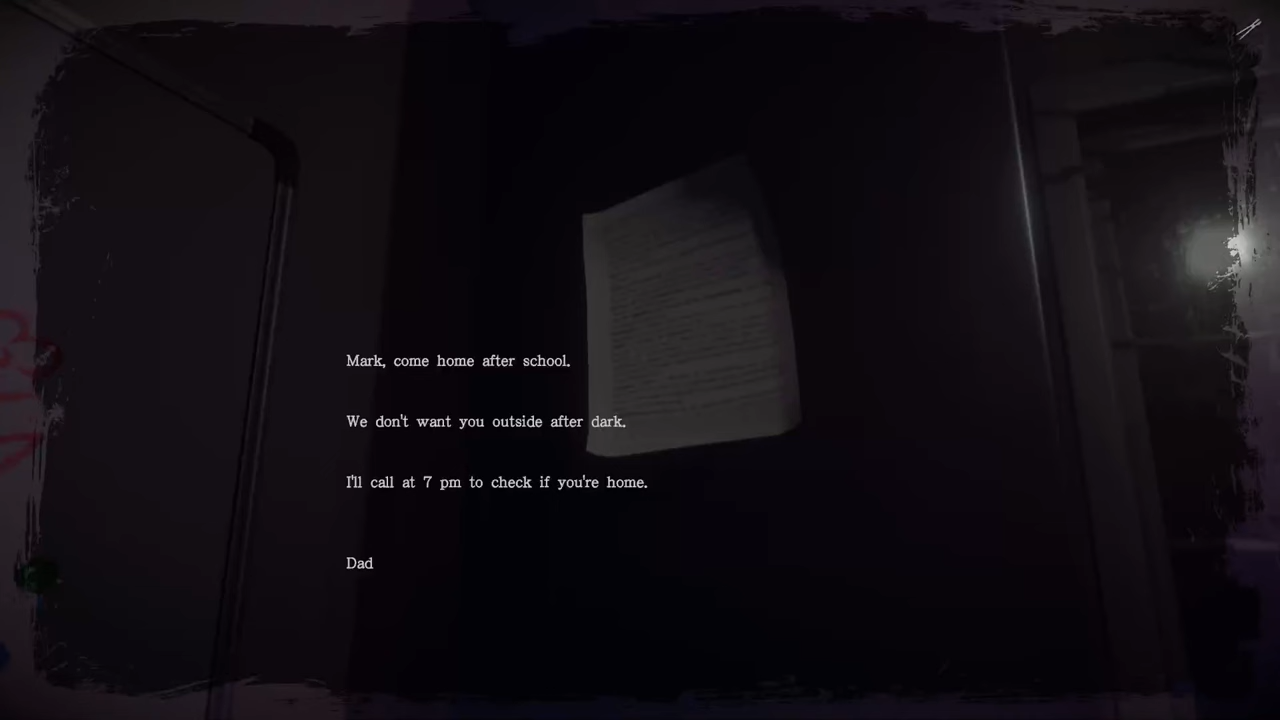 Mark, come home after school.
We don't want you outside after dark.
I'll call at 7 pm to check if you're home.
Dad